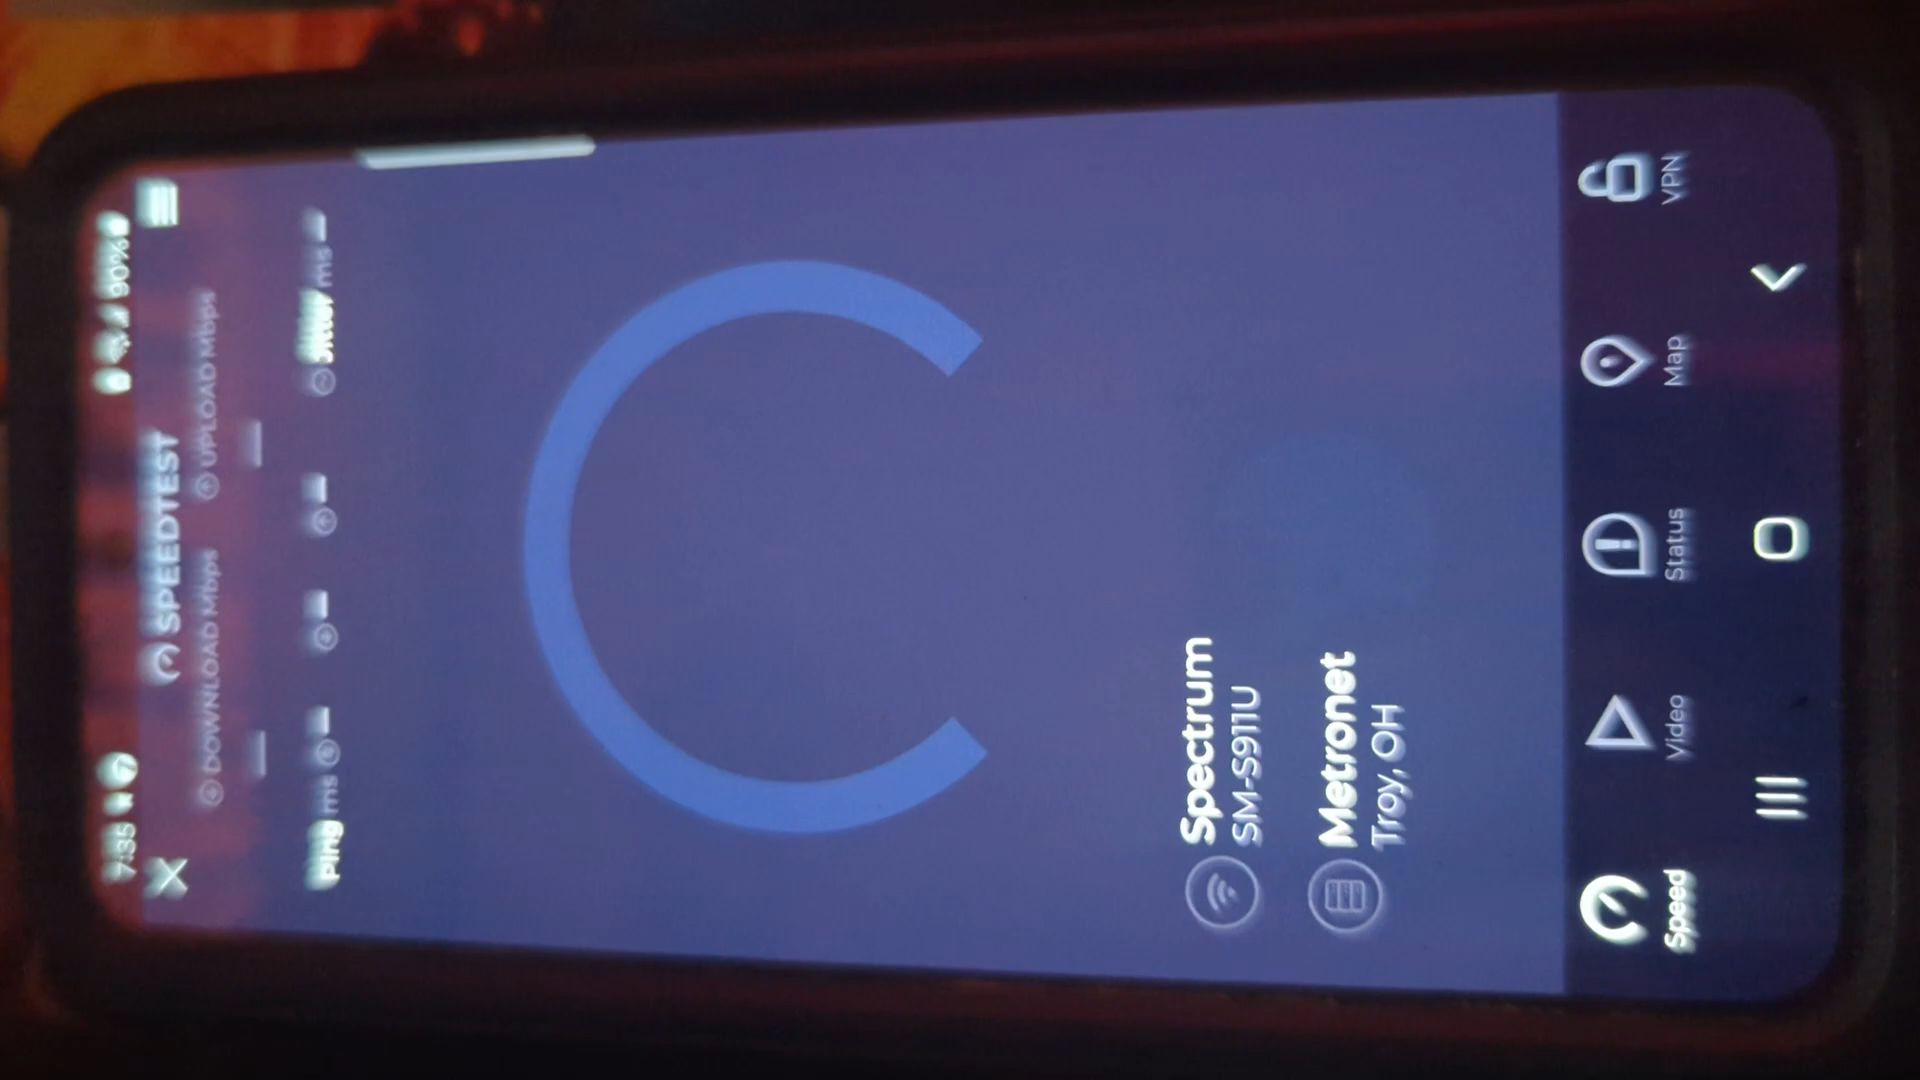 7:35
90%
SPEEDTEST
DOWNLOAD Mbps
UPLOAD Mbps
Ping ms
Jitter ms
Spectrum
SM-S911U
Metronet
Troy, OH
Speed
Video
Status
Map
VPN